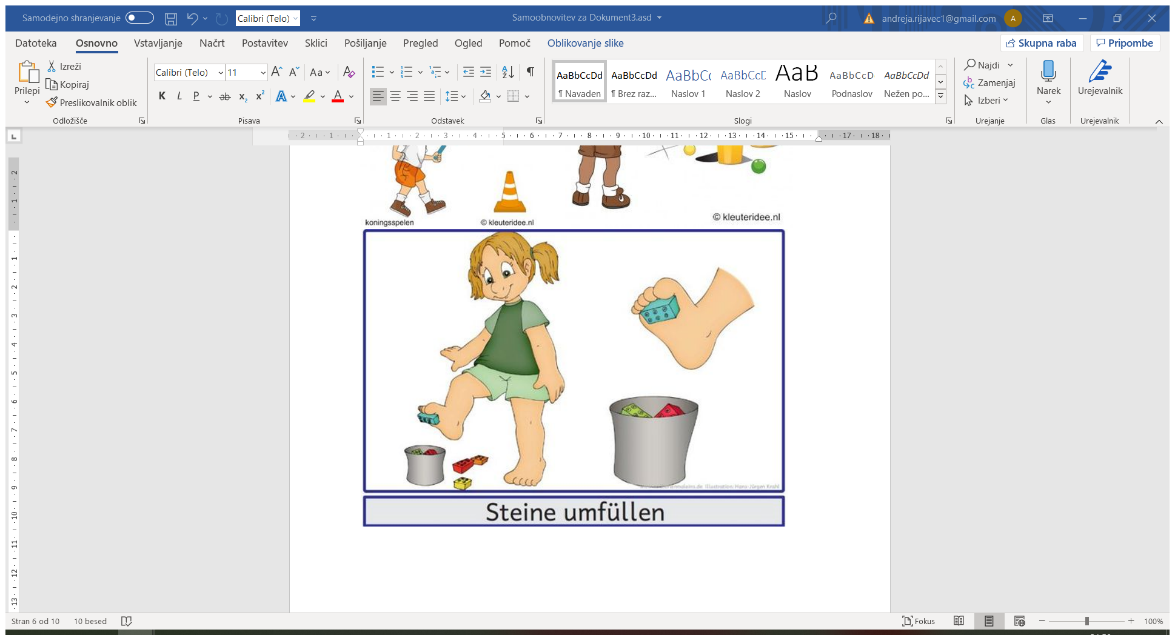 Samodejno shranjevanje
Calibri (Telo)
Samoobnovitev za Dokument3.asd
andreja.rijavec1@gmail.com
A
Datoteka Osnovno Vstavljanje Načrt Postavitev Sklici Pošiljanje Pregled Ogled Pomoč Oblikovanje slike
Skupna raba Pripombe
Prilepi
Izreži
Kopiraj
Preslikovalnik oblik
Odložišče
Calibri (Telo) 11
K L P ab x₂ x²
Pisava
Odstavek
AaBbCcDd
¶ Navaden
AaBbCcDd
¶ Brez raz...
AaBbCc
Naslov 1
AaBbCcD
Naslov 2
AaB
Naslov
AaBbCcD
Podnaslov
AaBbCcDd
Nežen po...
Slogi
Najdi
Zamenjaj
Izberi
Urejanje
Narek
Glas
Urejevalnik
Urejevalnik
koningsspelen © kleuteridee.nl
© kleuteridee.nl
Steine umfüllen
Stran 6 od 10 10 besed
Fokus
100%